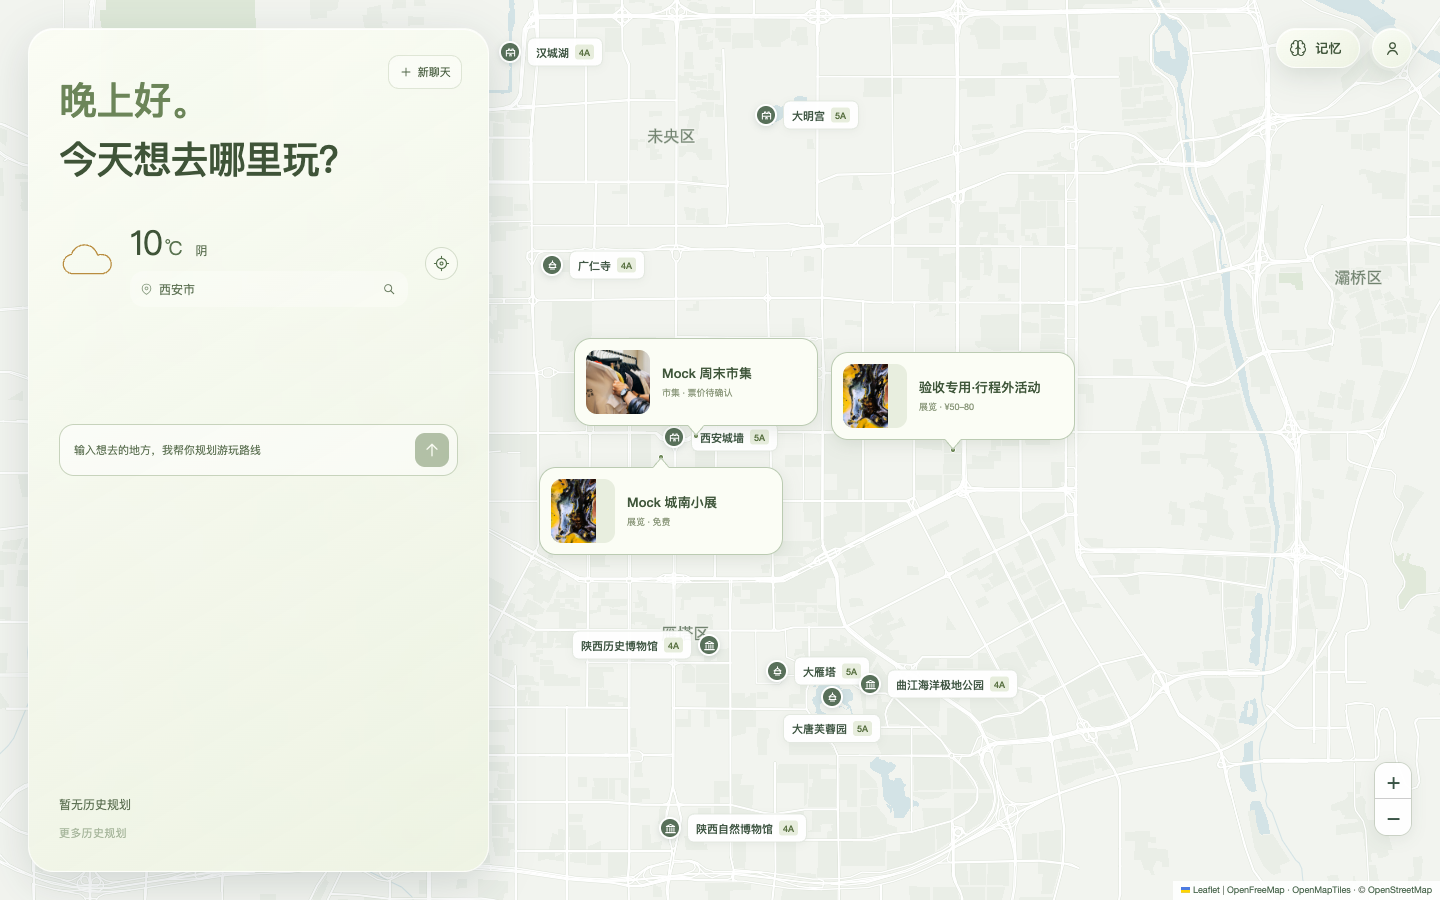 新聊天
晚上好。
今天想去哪里玩?
10℃ 阴
西安市
输入想去的地方，我帮你规划游玩路线
暂无历史规划
更多历史规划
记忆
汉城湖 4A
大明宫 5A
未央区
广仁寺 4A
灞桥区
Mock 周末市集
市集 · 票价待确认
验收专用·行程外活动
展览 · ¥50–80
西安城墙 5A
Mock 城南小展
展览 · 免费
雁塔区
陕西历史博物馆 4A
大雁塔 5A
曲江海洋极地公园 4A
大唐芙蓉园 5A
陕西自然博物馆 4A
+
−
Leaflet | OpenFreeMap · OpenMapTiles · © OpenStreetMap